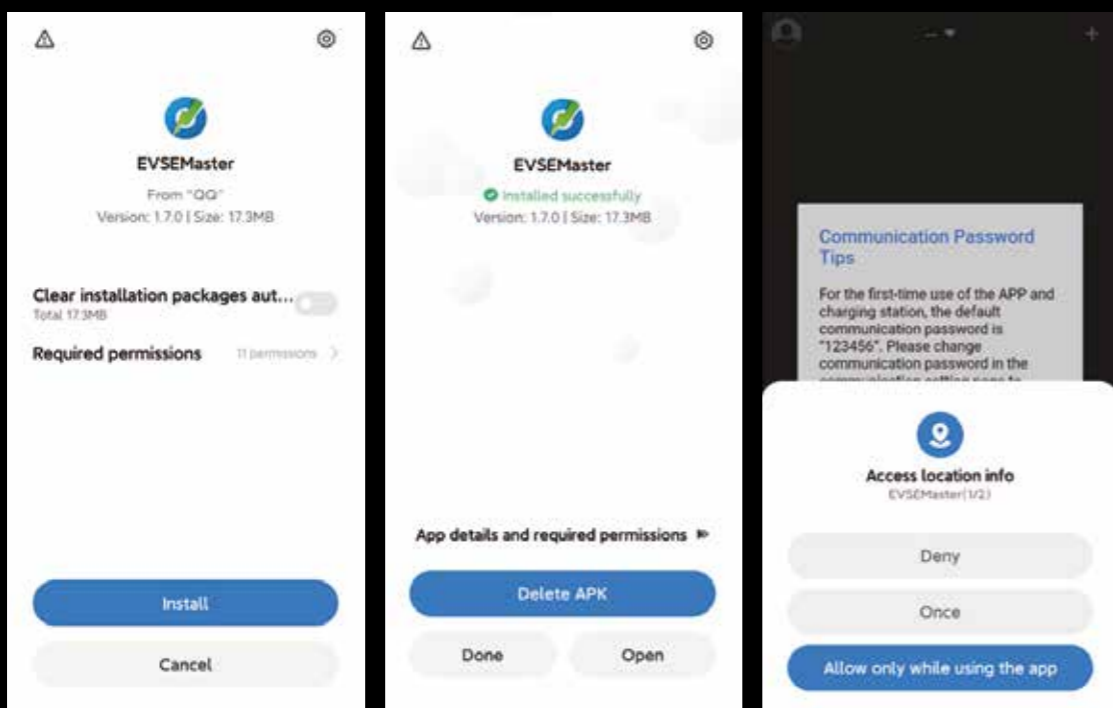 EVSEMaster
From "QQ"
Version: 1.7.0 | Size: 17.3MB
Clear installation packages aut...
Total 17.3MB
Required permissions 11 permissions >
Install
Cancel
EVSEMaster
Installed successfully
Version: 1.7.0 | Size: 17.3MB
App details and required permissions
Delete APK
Done Open
Communication Password
Tips
For the first-time use of the APP and
charging station, the default
communication password is
"123456". Please change
communication password in the
communication setting page to
Access location info
EVSEMaster(1/2)
Deny
Once
Allow only while using the app